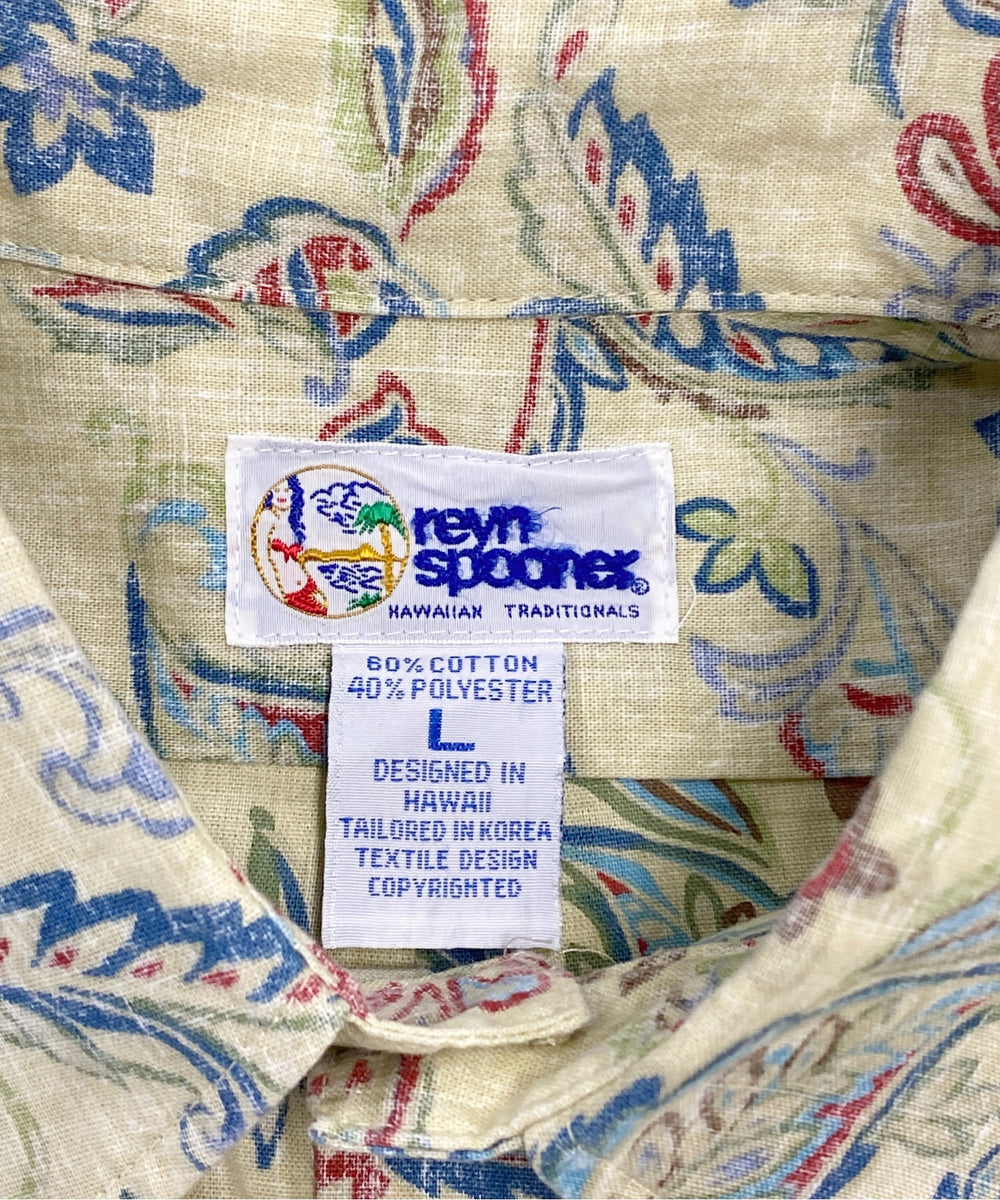 reyn
spooner®
HAWAIIAN TRADITIONALS
60% COTTON
40% POLYESTER
L
DESIGNED IN
HAWAII
TAILORED IN KOREA
TEXTILE DESIGN
COPYRIGHTED